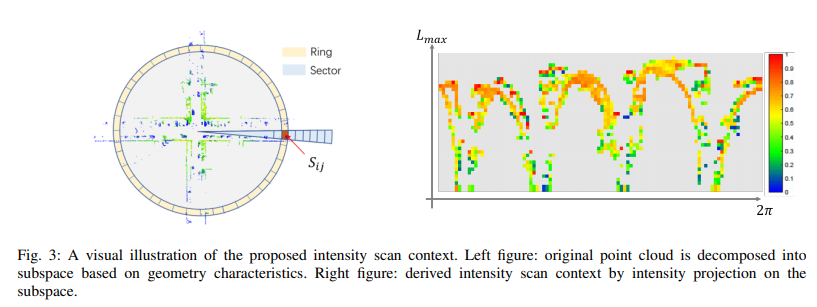 Ring
Sector
S_{ij}
L_{max}
1
0.9
0.8
0.7
0.6
0.5
0.4
0.3
0.2
0.1
0
2π
Fig. 3: A visual illustration of the proposed intensity scan context. Left figure: original point cloud is decomposed into
subspace based on geometry characteristics. Right figure: derived intensity scan context by intensity projection on the
subspace.